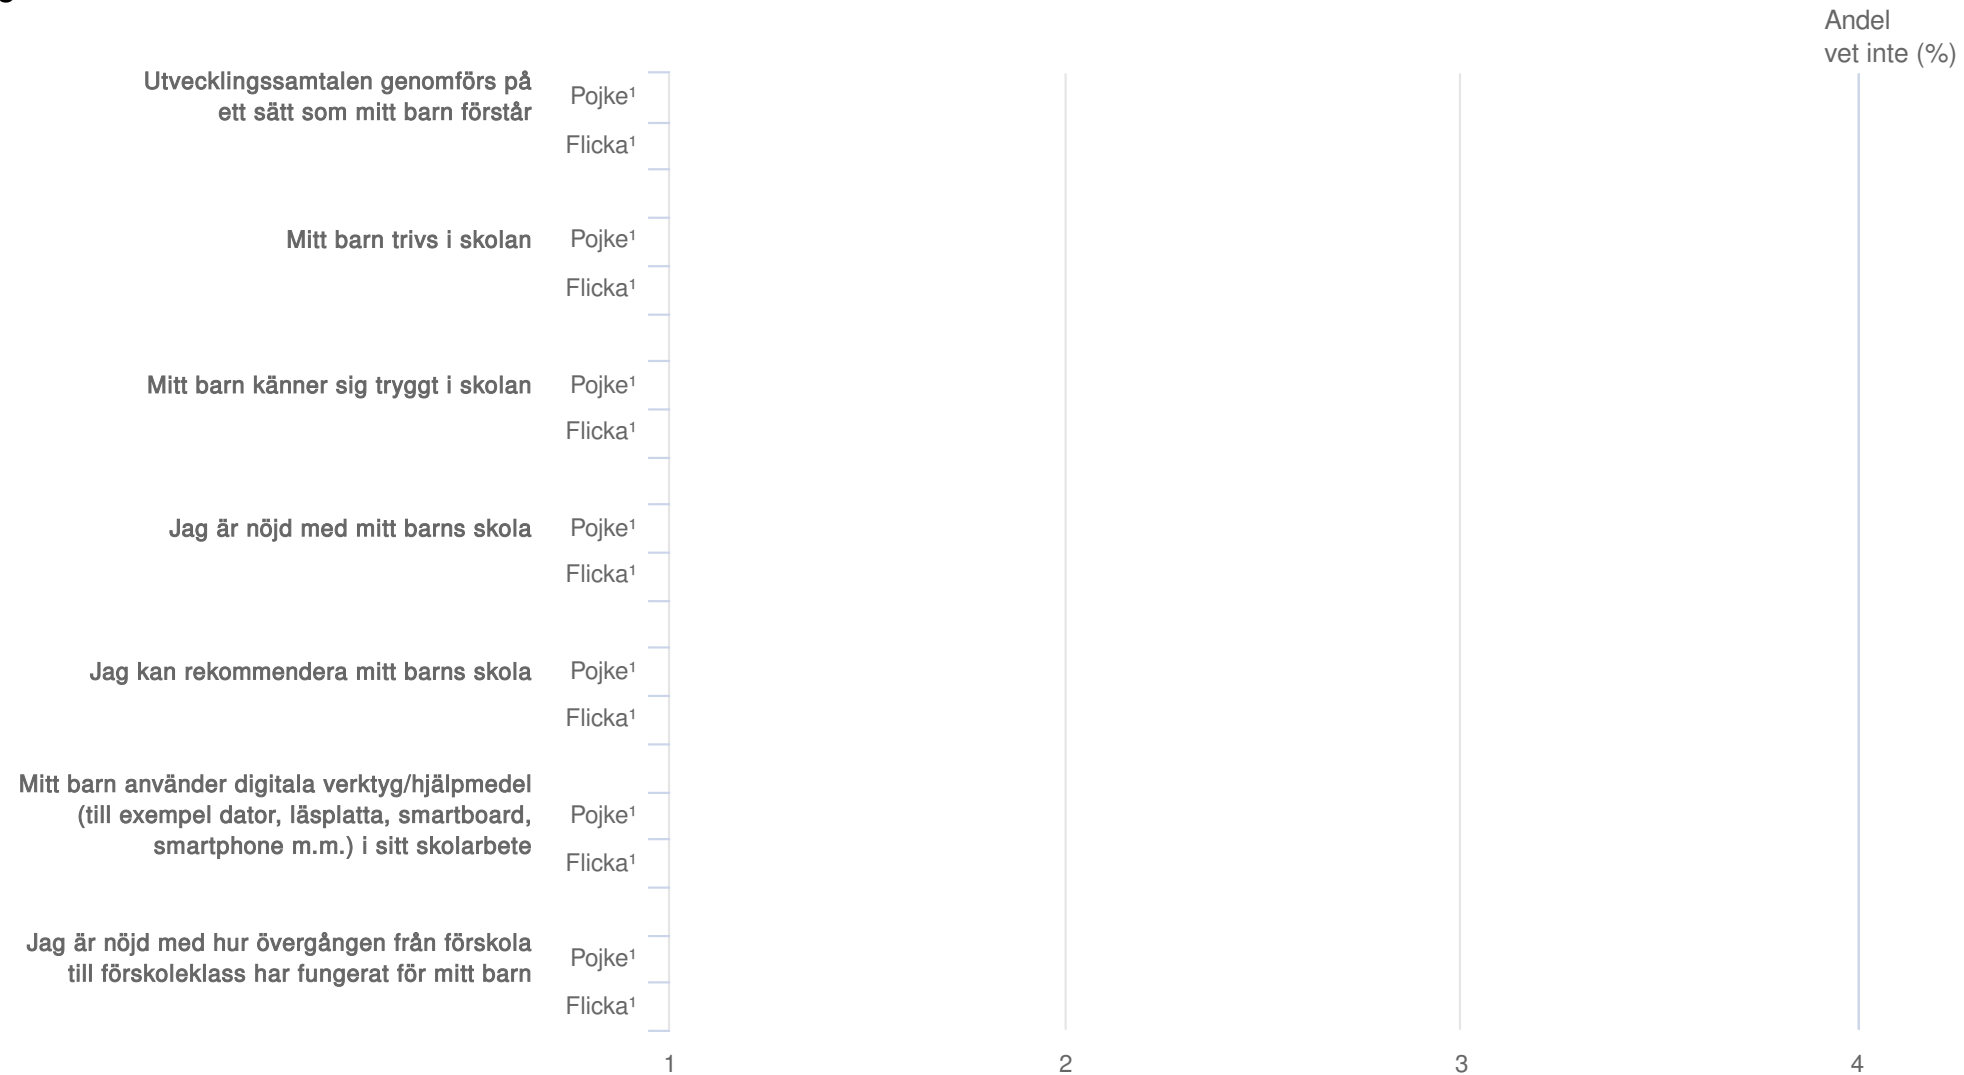 Andel
vet inte (%)
Utvecklingssamtalen genomförs på
ett sätt som mitt barn förstår
Pojke¹
Flicka¹
Mitt barn trivs i skolan
Pojke¹
Flicka¹
Mitt barn känner sig tryggt i skolan
Pojke¹
Flicka¹
Jag är nöjd med mitt barns skola
Pojke¹
Flicka¹
Jag kan rekommendera mitt barns skola
Pojke¹
Flicka¹
Mitt barn använder digitala verktyg/hjälpmedel
(till exempel dator, läsplatta, smartboard,
smartphone m.m.) i sitt skolarbete
Pojke¹
Flicka¹
Jag är nöjd med hur övergången från förskola
till förskoleklass har fungerat för mitt barn
Pojke¹
Flicka¹
1 2 3 4